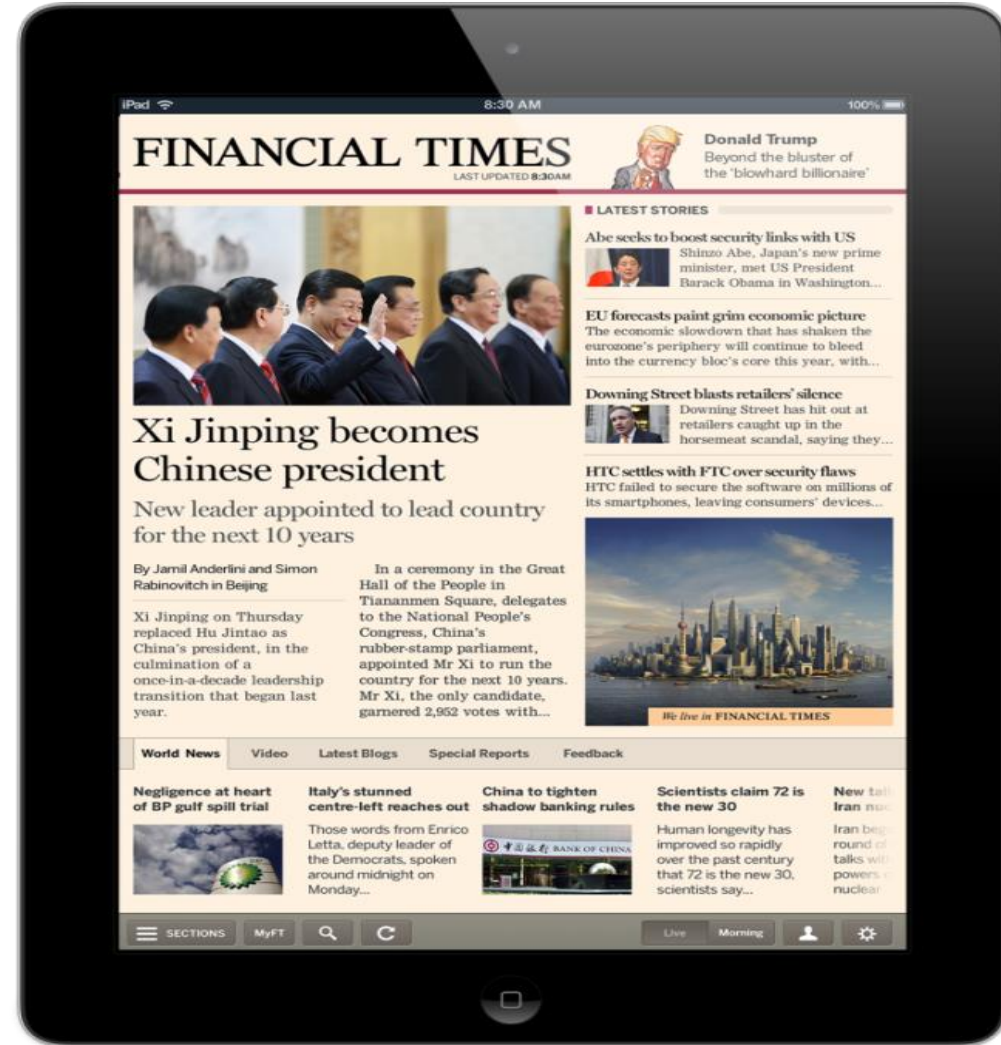 iPad
8:30 AM
100%
FINANCIAL TIMES
LAST UPDATED 8:30AM
Donald Trump
Beyond the bluster of
the 'blowhard billionaire'
Xi Jinping becomes
Chinese president
New leader appointed to lead country
for the next 10 years
By Jamil Anderlini and Simon
Rabinovitch in Beijing
Xi Jinping on Thursday
replaced Hu Jintao as
China's president, in the
culmination of a
once-in-a-decade leadership
transition that began last
year.
In a ceremony in the Great
Hall of the People in
Tiananmen Square, delegates
to the National People's
Congress, China's
rubber-stamp parliament,
appointed Mr Xi to run the
country for the next 10 years.
Mr Xi, the only candidate,
garnered 2,952 votes with...
LATEST STORIES
Abe seeks to boost security links with US
Shinzo Abe, Japan's new prime
minister, met US President
Barack Obama in Washington...
EU forecasts paint grim economic picture
The economic slowdown that has shaken the
eurozone's periphery will continue to bleed
into the currency bloc's core this year, with...
Downing Street blasts retailers' silence
Downing Street has hit out at
retailers caught up in the
horsemeat scandal, saying they...
HTC settles with FTC over security flaws
HTC failed to secure the software on millions of
its smartphones, leaving consumers' devices...
We live in FINANCIAL TIMES
World News
Video
Latest Blogs
Special Reports
Feedback
Negligence at heart
of BP gulf spill trial
Italy's stunned
centre-left reaches out
Those words from Enrico
Letta, deputy leader of
the Democrats, spoken
around midnight on
Monday...
China to tighten
shadow banking rules
中国银行 BANK OF CHINA
Scientists claim 72 is
the new 30
Human longevity has
improved so rapidly
over the past century
that 72 is the new 30,
scientists say...
New
Iran
Iran
round
talks
powers
nuclear
SECTIONS
MyFT
Live
Morning